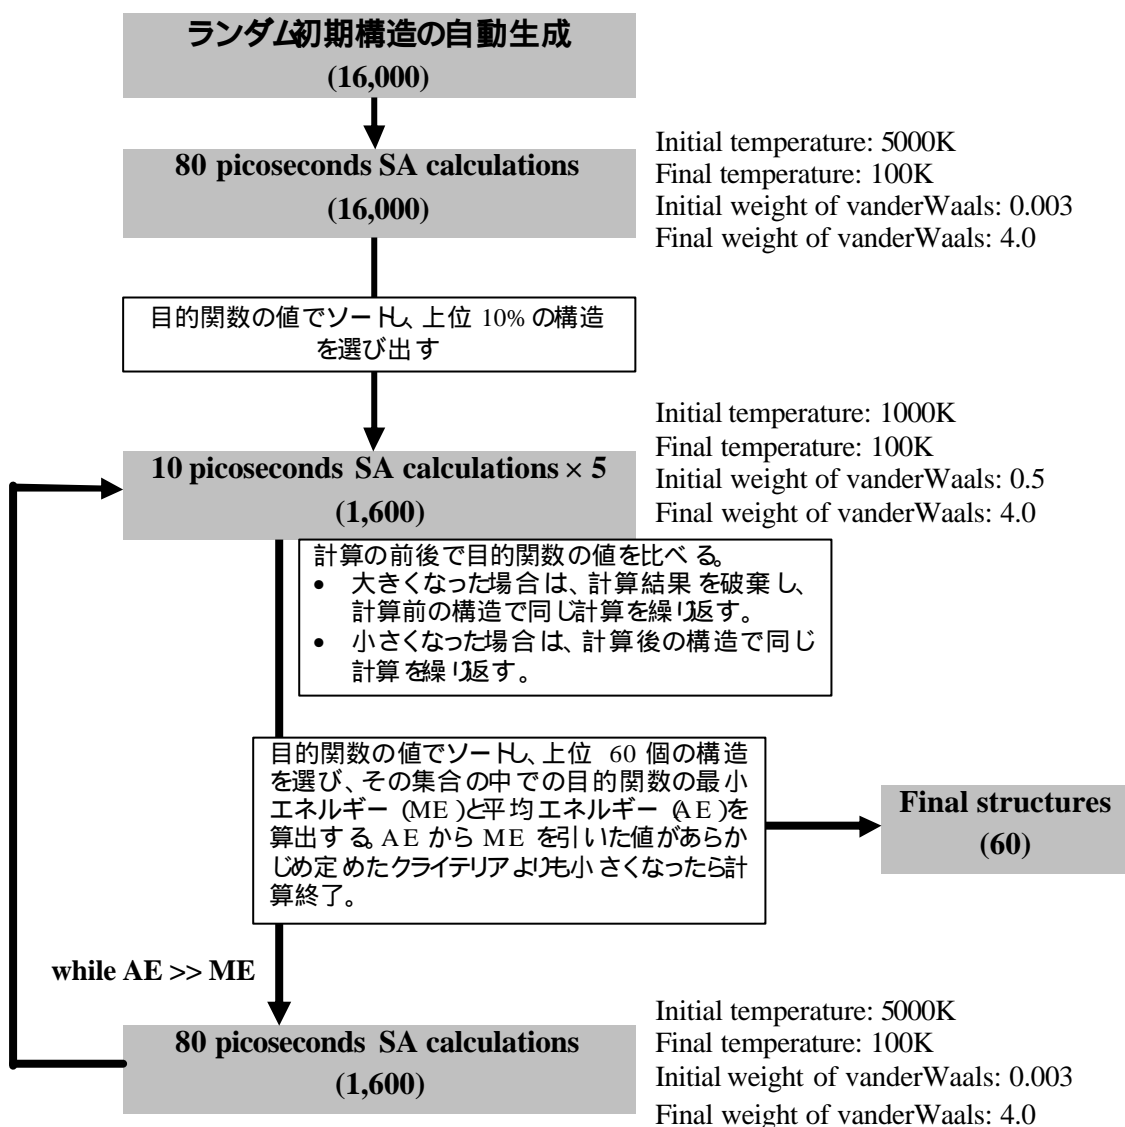 ランダム初期構造の自動生成
(16,000)
80 picoseconds SA calculations
(16,000)
Initial temperature: 5000K
Final temperature: 100K
Initial weight of vanderWaals: 0.003
Final weight of vanderWaals: 4.0
目的関数の値でソートし、上位 10% の構造
を選び出す
10 picoseconds SA calculations × 5
(1,600)
Initial temperature: 1000K
Final temperature: 100K
Initial weight of vanderWaals: 0.5
Final weight of vanderWaals: 4.0
計算の前後で目的関数の値を比べる。
• 大きくなった場合は、計算結果を破棄し、
計算前の構造で同じ計算を繰り返す。
• 小さくなった場合は、計算後の構造で同じ
計算を繰り返す。
目的関数の値でソートし、上位 60 個の構造
を選び、その集合の中での目的関数の最小
エネルギー (ME)と平均エネルギー (AE)を
算出する。AE から ME を引いた値があらか
じめ定めたクライテリアよりも小さくなったら計
算終了。
Final structures
(60)
while AE >> ME
80 picoseconds SA calculations
(1,600)
Initial temperature: 5000K
Final temperature: 100K
Initial weight of vanderWaals: 0.003
Final weight of vanderWaals: 4.0